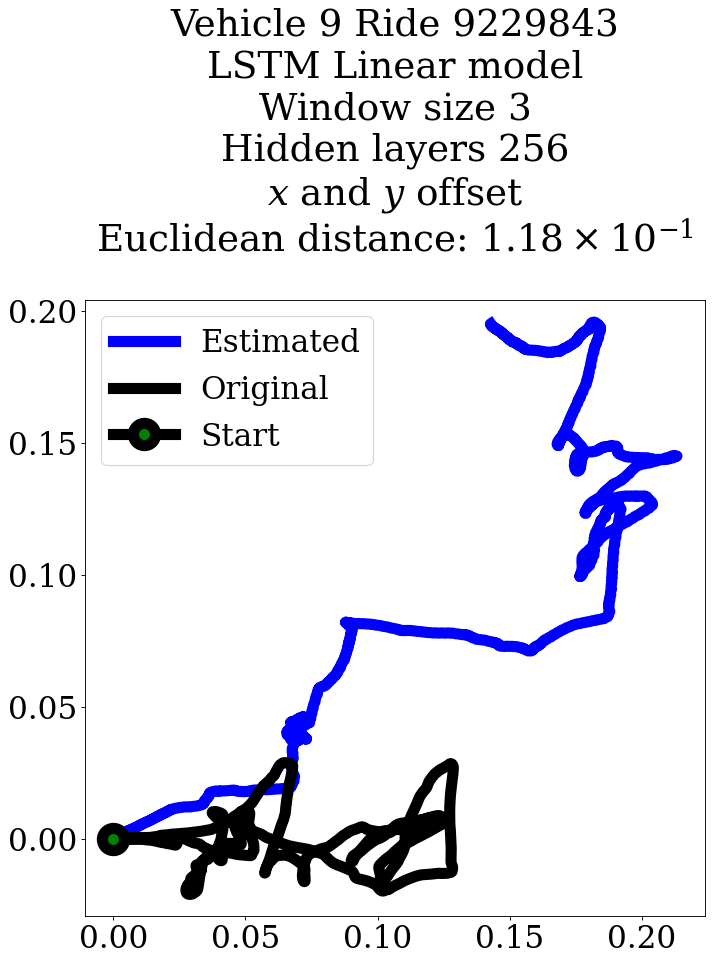 Vehicle 9 Ride 9229843
LSTM Linear model
Window size 3
Hidden layers 256
x and y offset
Euclidean distance: 1.18 × 10⁻¹
0.20
0.15
0.10
0.05
0.00
Estimated
Original
Start
0.00 0.05 0.10 0.15 0.20